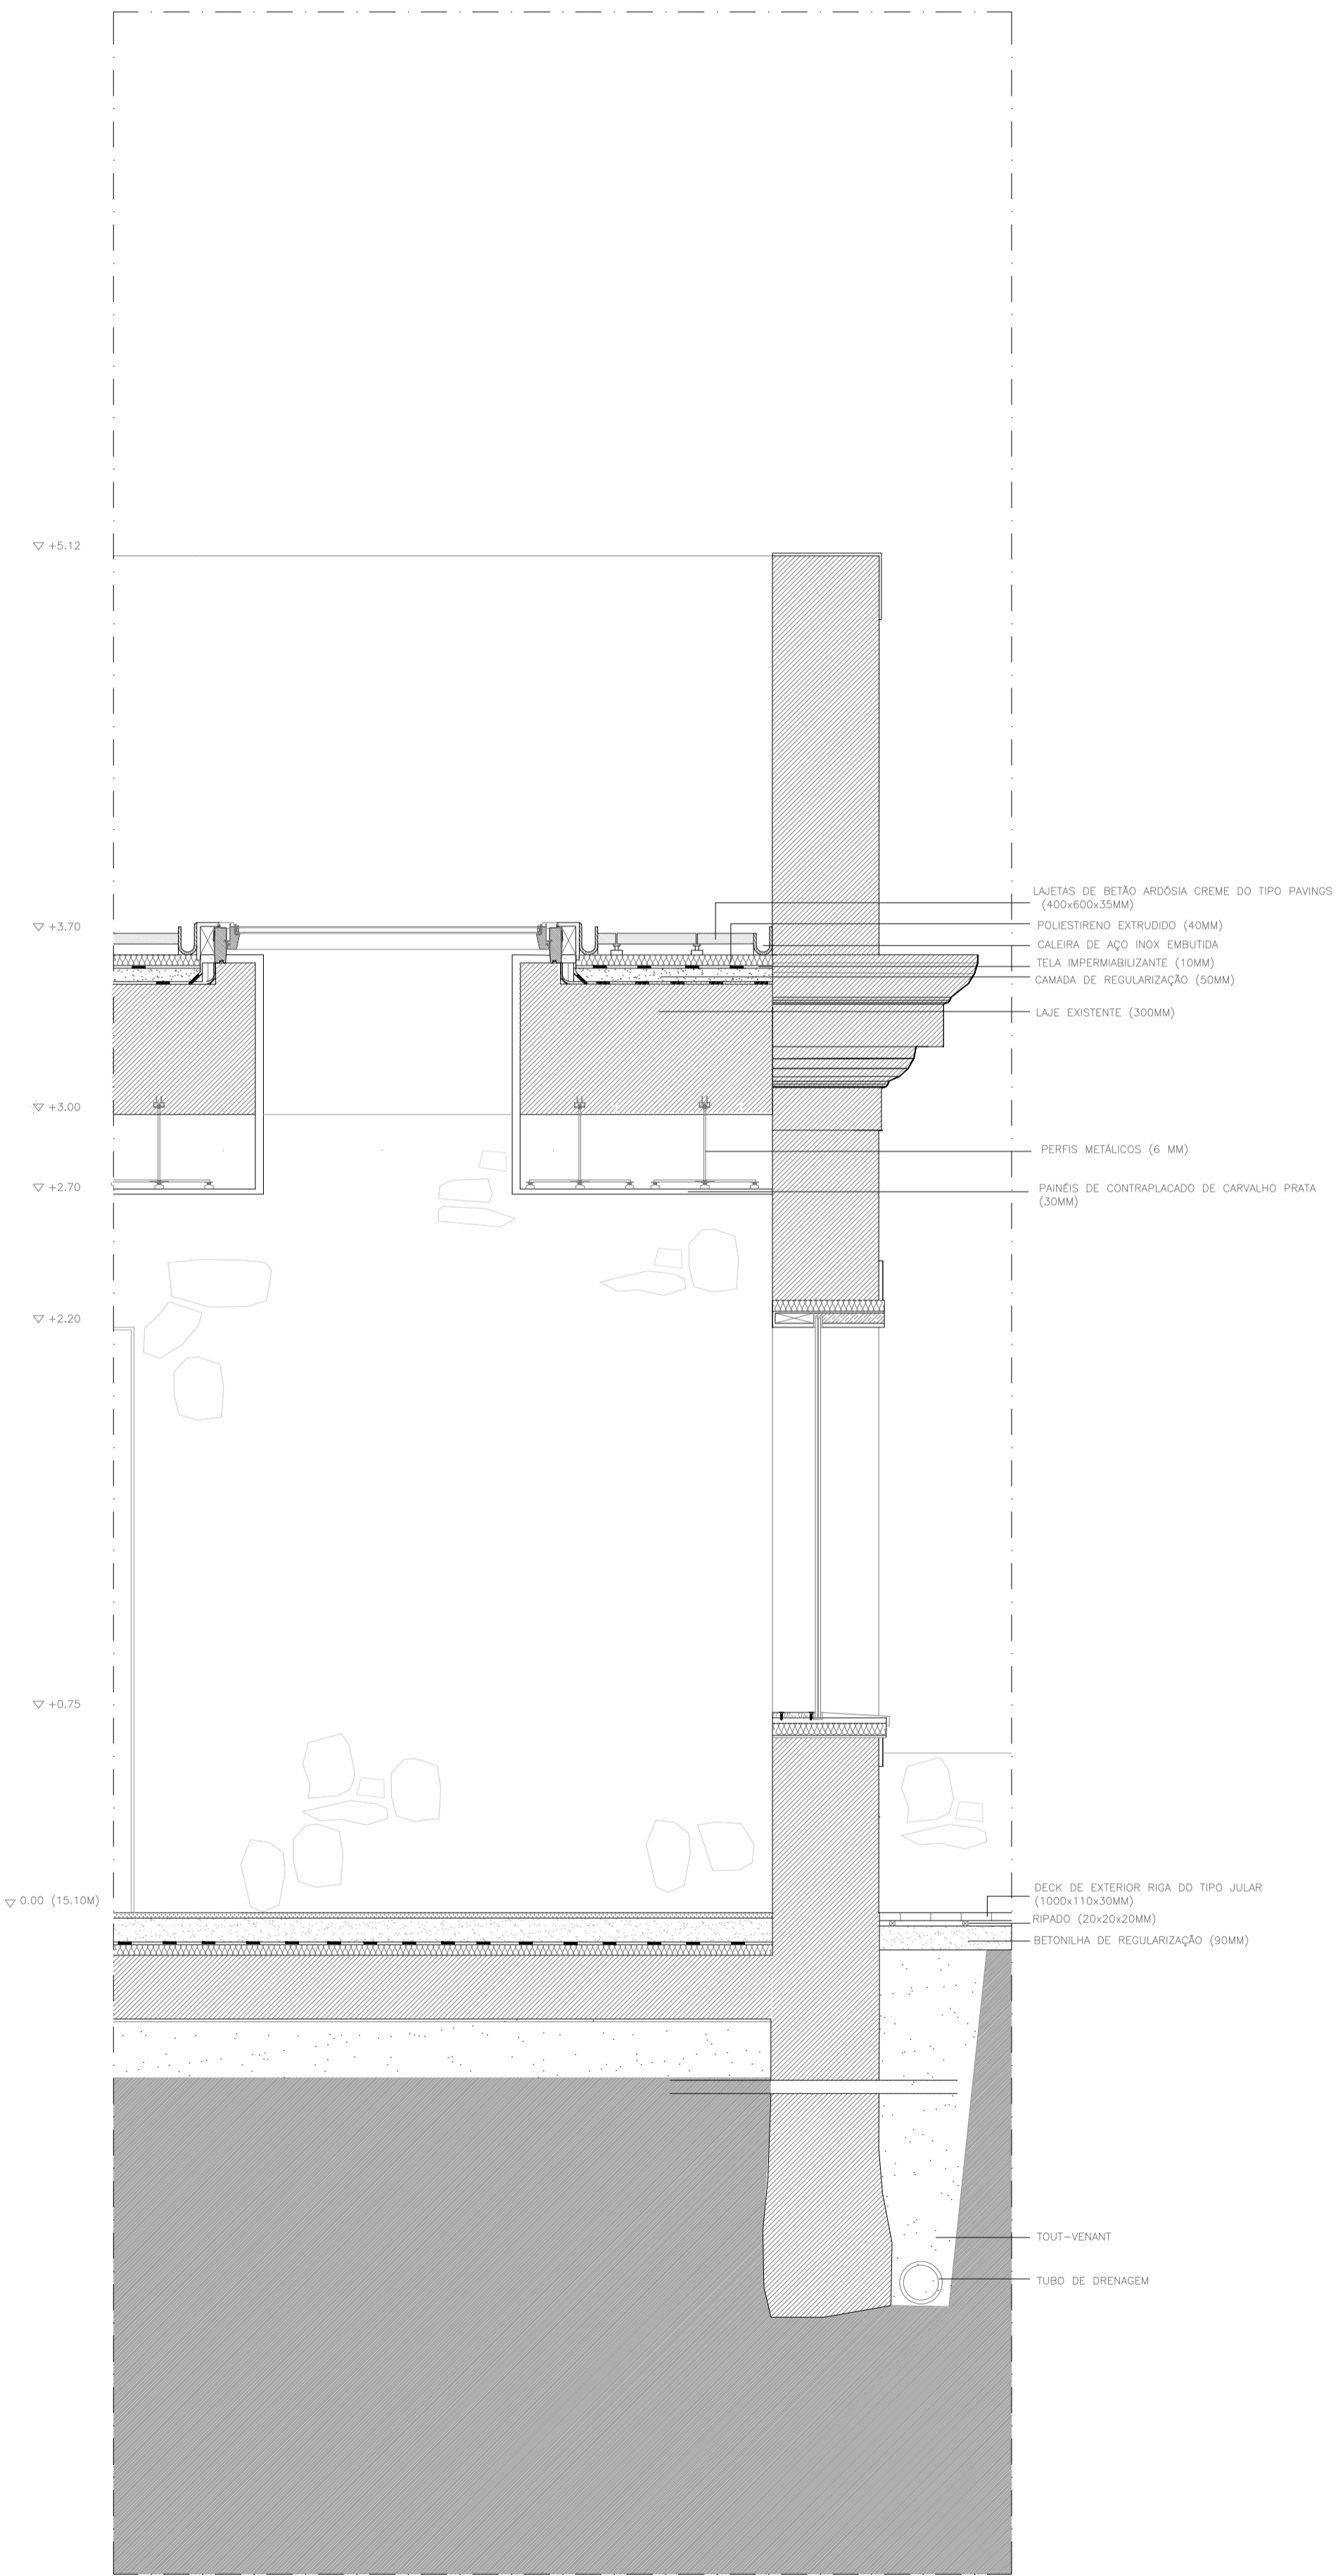 +5.12
+3.70
+3.00
+2.70
+2.20
+0.75
0.00 (15.10M)
LAJETAS DE BETÃO ARDÓSIA CREME DO TIPO PAVINGS
(400x600x35MM)
POLIESTIRENO EXTRUDIDO (40MM)
CALEIRA DE AÇO INOX EMBUTIDA
TELA IMPERMIABILIZANTE (10MM)
CAMADA DE REGULARIZAÇÃO (50MM)
LAJE EXISTENTE (300MM)
PERFIS METÁLICOS (6 MM)
PAINÉIS DE CONTRAPLACADO DE CARVALHO PRATA
(30MM)
DECK DE EXTERIOR RIGA DO TIPO JULAR
(1000x110x30MM)
RIPADO (20x20x20MM)
BETONILHA DE REGULARIZAÇÃO (90MM)
TOUT-VENANT
TUBO DE DRENAGEM